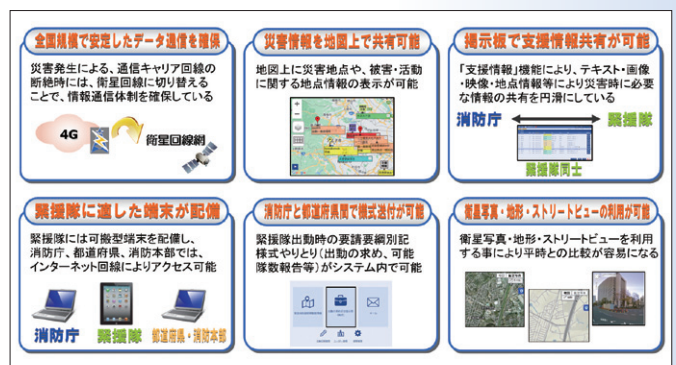 全国規模で安定したデータ通信を確保
災害発生による、通信キャリア回線の
断絶時には、衛星回線に切り替える
ことで、情報通信体制を確保している
4G
衛星回線網
災害情報を地図上で共有可能
地図上に災害地点や、被害・活動
に関する地点情報の表示が可能
掲示板で支援情報共有が可能
「支援情報」機能により、テキスト・画像
・映像・地点情報等により災害時に必要
な情報の共有を円滑にしている
消防庁
緊援隊
緊援隊同士
緊援隊に適した端末が配備
緊援隊には可搬型端末を配備し、
消防庁、都道府県、消防本部では、
インターネット回線によりアクセス可能
消防庁
緊援隊
都道府県・消防本部
消防庁と都道府県間で様式送付が可能
緊援隊出動時の要請要綱別記
様式やりとり（出動の求め、可能
隊数報告等）がシステム内で可能
衛星写真・地形・ストリートビューの利用が可能
衛星写真・地形・ストリートビューを利用
する事により平時との比較が容易になる